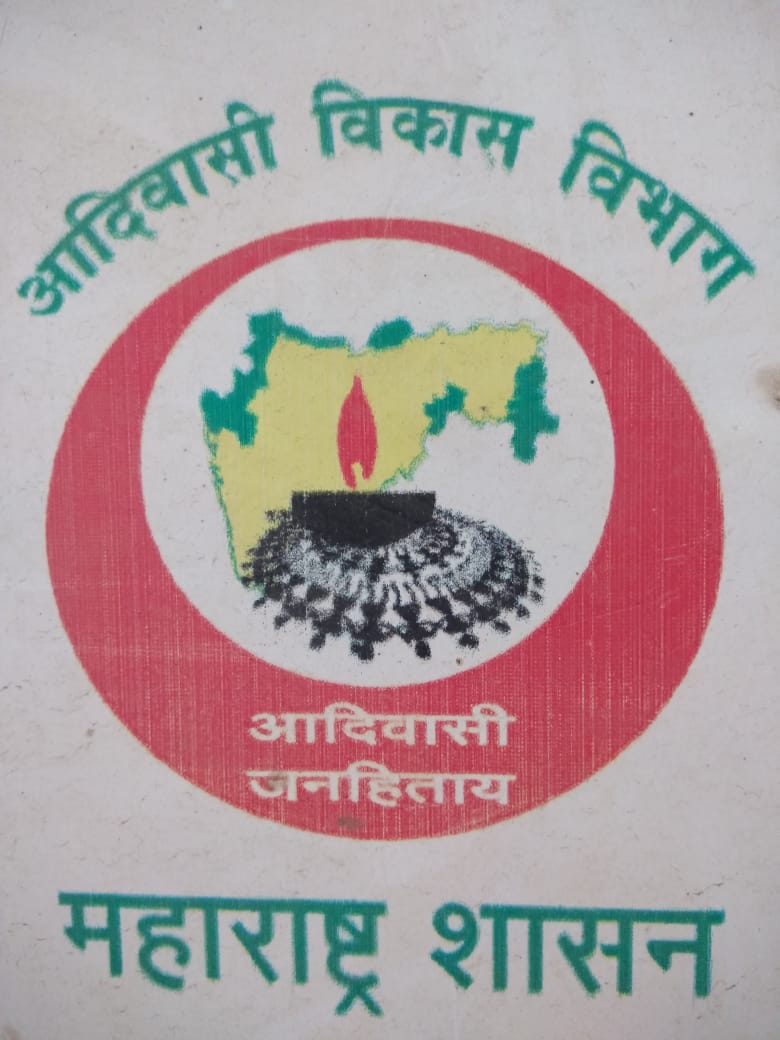 आदिवासी विकास विभाग
आदिवासी
जनहिताय
महाराष्ट्र शासन